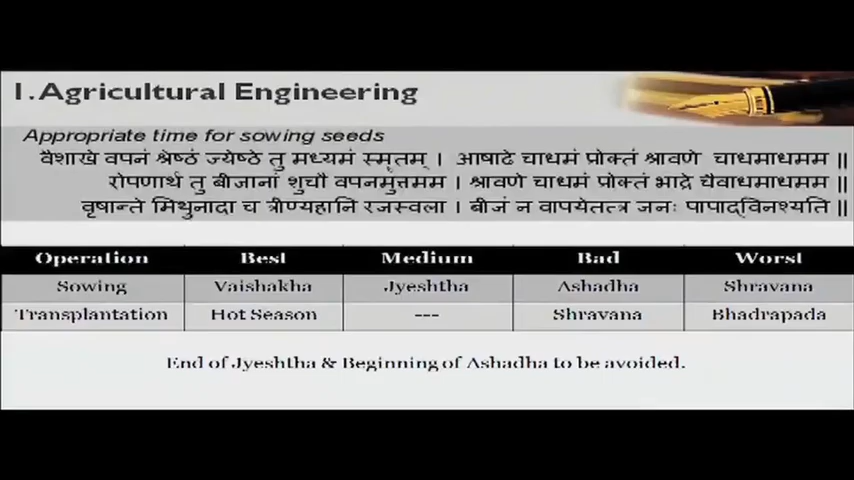 1. Agricultural Engineering
Appropriate time for sowing seeds
वैशाखे वपनं श्रेष्ठं ज्येष्ठे तु मध्यमं स्मृतम् । आषाढे चाधमं प्रोक्तं श्रावणे चाधमाधमम ॥
रोपणार्थं तु बीजानां शुचौ वपनमुत्तमम । श्रावणे चाधमं प्रोक्तं भाद्रे चैवाधमाधमम ॥
वृषान्ते मिथुनादा च त्रीण्यहानि रजस्वला । बीजं न वापयेतत्र जनः पापाद्विनश्यति ॥
Operation Best Medium Bad Worst
Sowing Vaishakha Jyeshtha Ashadha Shravana
Transplantation Hot Season --- Shravana Bhadrapada
End of Jyeshtha & Beginning of Ashadha to be avoided.